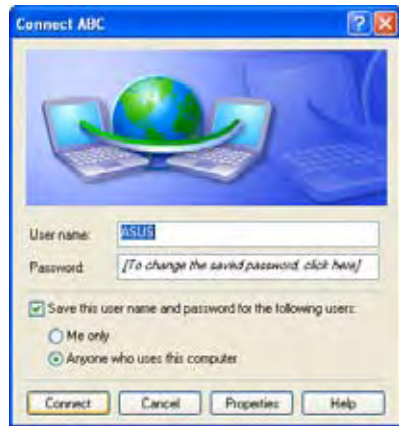 Connect ABC
User name: ASUS
Password: [To change the saved password, click here]
Save this user name and password for the following users:
Me only
Anyone who uses this computer
Connect Cancel Properties Help